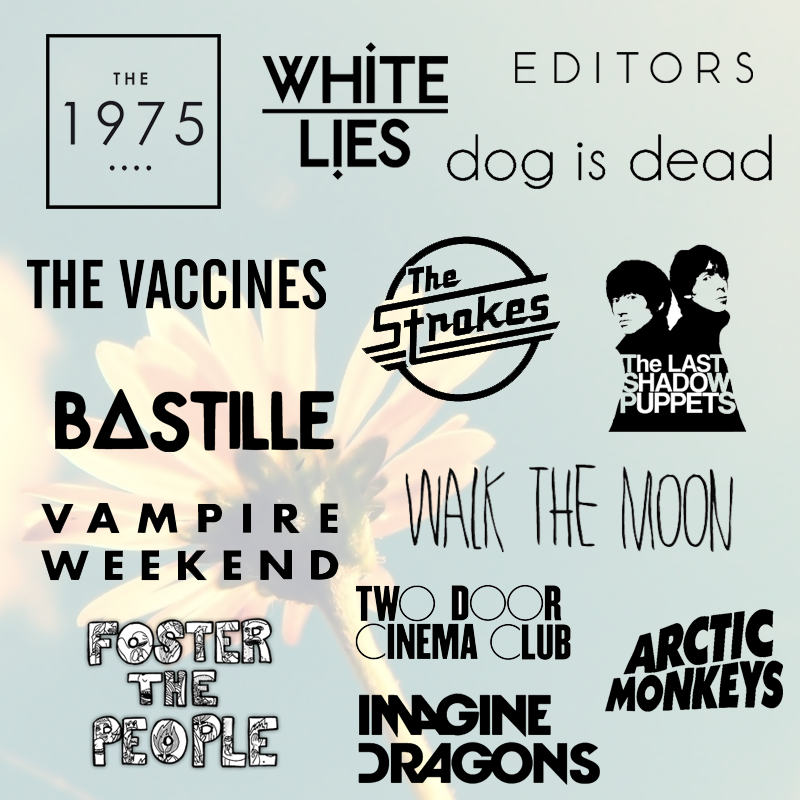 THE
1975
....
WHITE
LIES
EDITORS
dog is dead
THE VACCINES
The
Strokes
The LAST
SHADOW
PUPPETS
BASTILLE
WALK THE MOON
VAMPIRE
WEEKEND
TWO DOOR
CINEMA CLUB
FOSTER
THE
PEOPLE
ARCTIC
MONKEYS
IMAGINE
DRAGONS